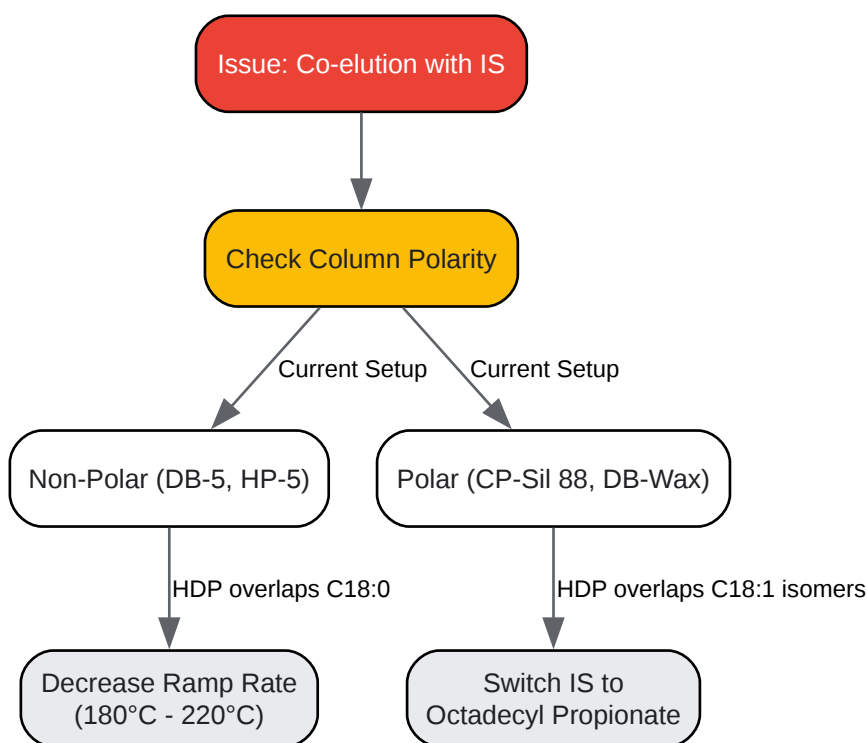 Issue: Co-elution with IS
Check Column Polarity
Current Setup
Current Setup
Non-Polar (DB-5, HP-5)
Polar (CP-Sil 88, DB-Wax)
HDP overlaps C18:0
HDP overlaps C18:1 isomers
Decrease Ramp Rate
(180°C - 220°C)
Switch IS to
Octadecyl Propionate